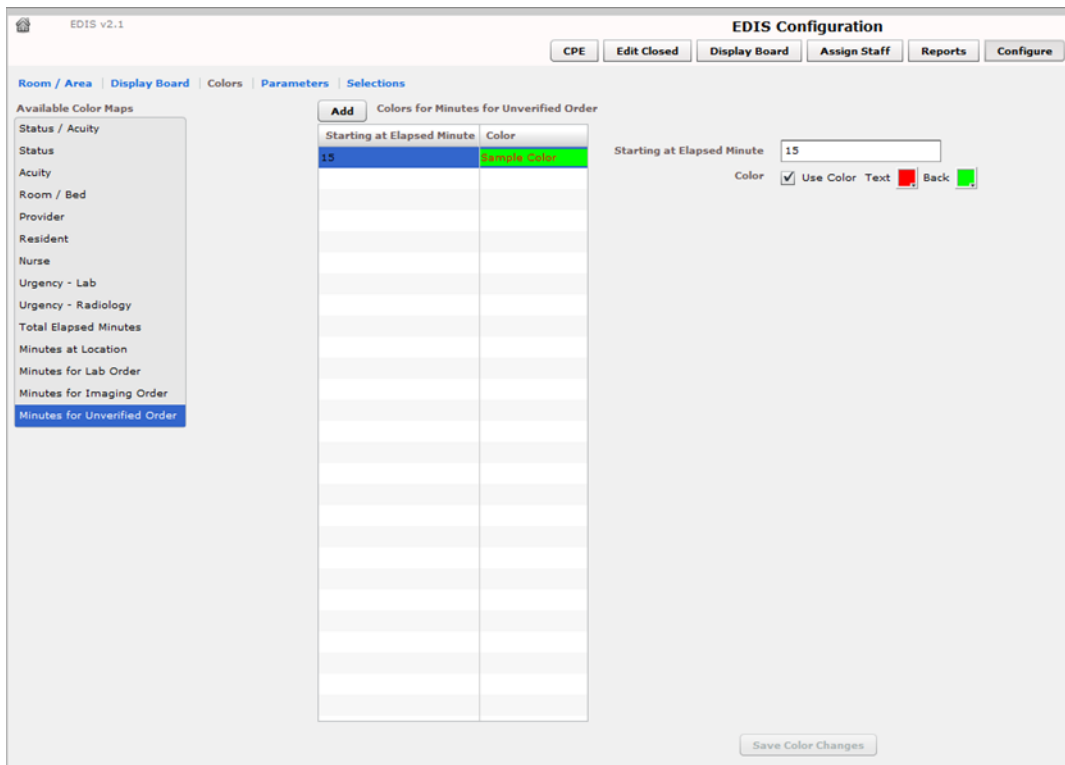 EDIS v2.1
EDIS Configuration
CPE Edit Closed Display Board Assign Staff Reports Configure
Room / Area Display Board Colors Parameters Selections
Available Color Maps
Status / Acuity
Status
Acuity
Room / Bed
Provider
Resident
Nurse
Urgency - Lab
Urgency - Radiology
Total Elapsed Minutes
Minutes at Location
Minutes for Lab Order
Minutes for Imaging Order
Minutes for Unverified Order
Add Colors for Minutes for Unverified Order
Starting at Elapsed Minute Color
15 Sample Color
Starting at Elapsed Minute 15
Color Use Color Text Back
Save Color Changes